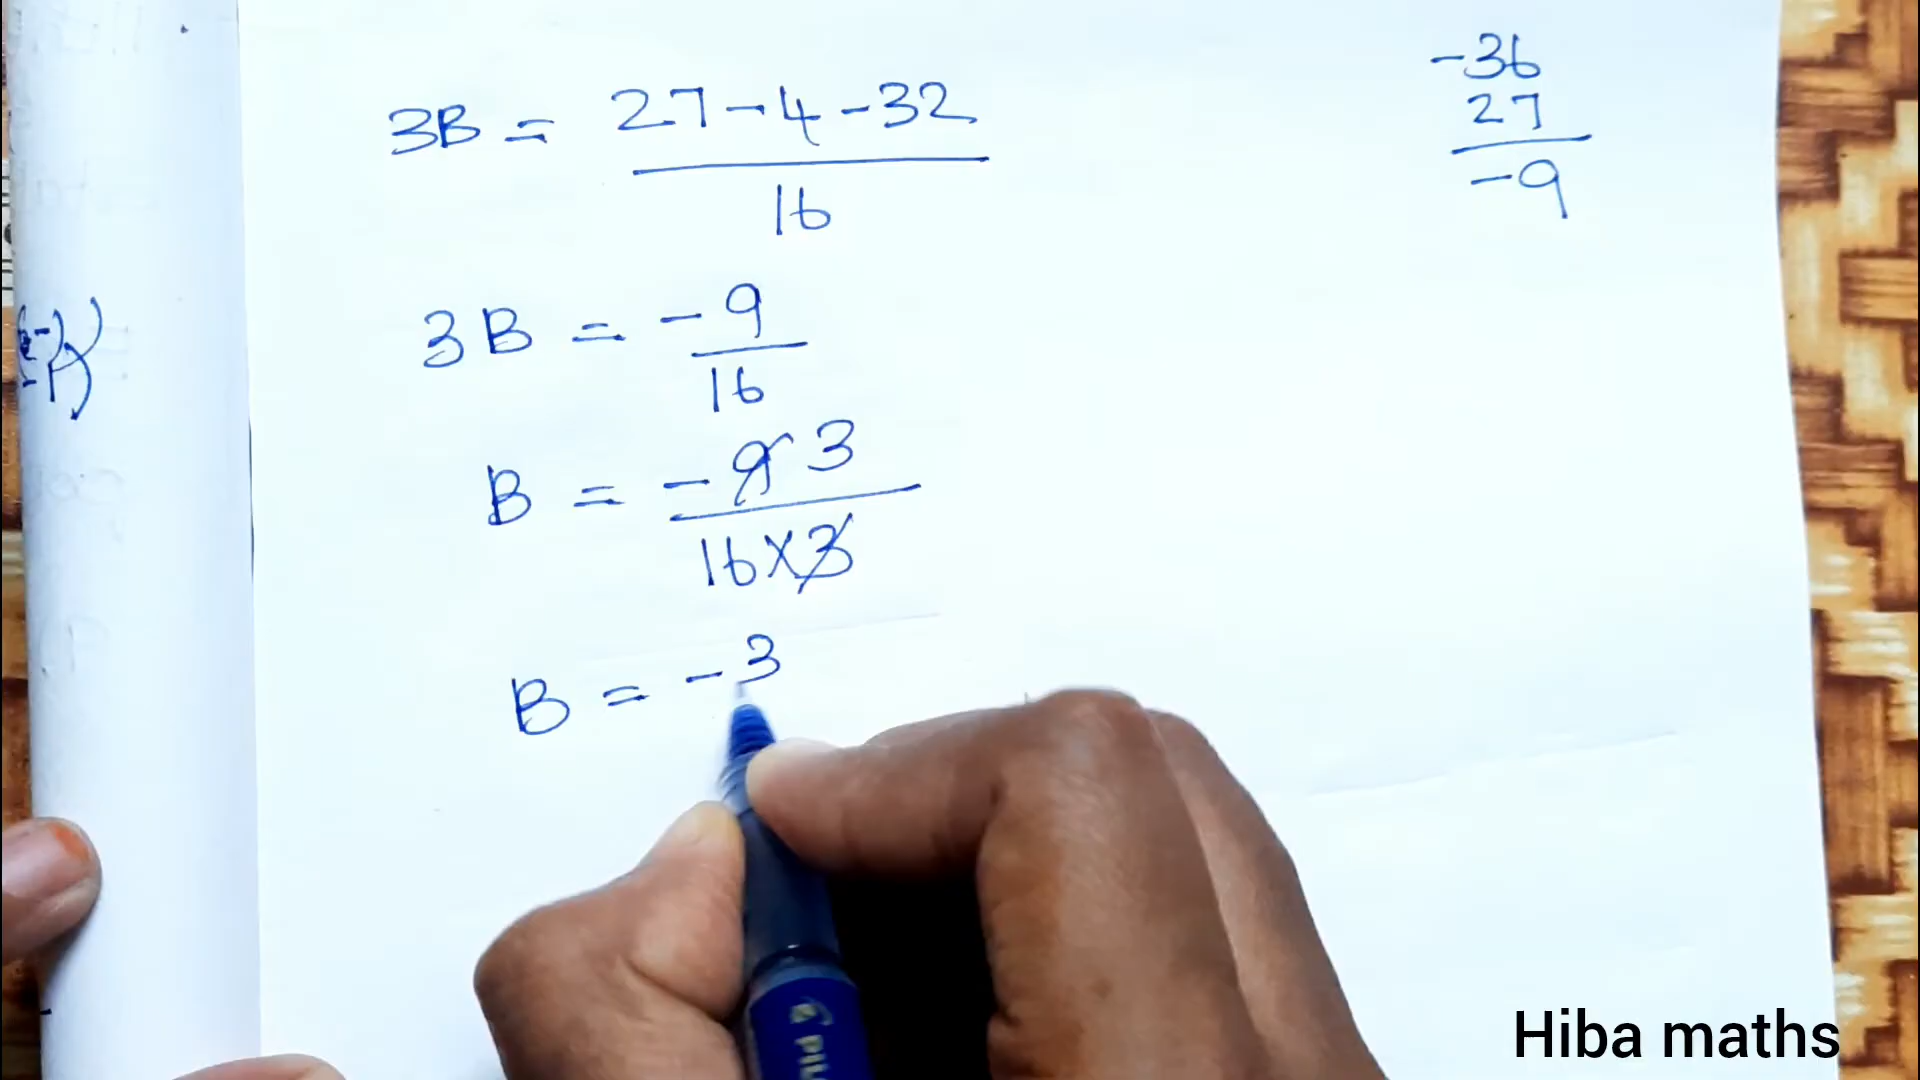 3B = 27 - 4 - 32 / 16
-36
27
-9
3B = -9 / 16
B = -9 3 / 16 × 3
B = -3
Hiba maths